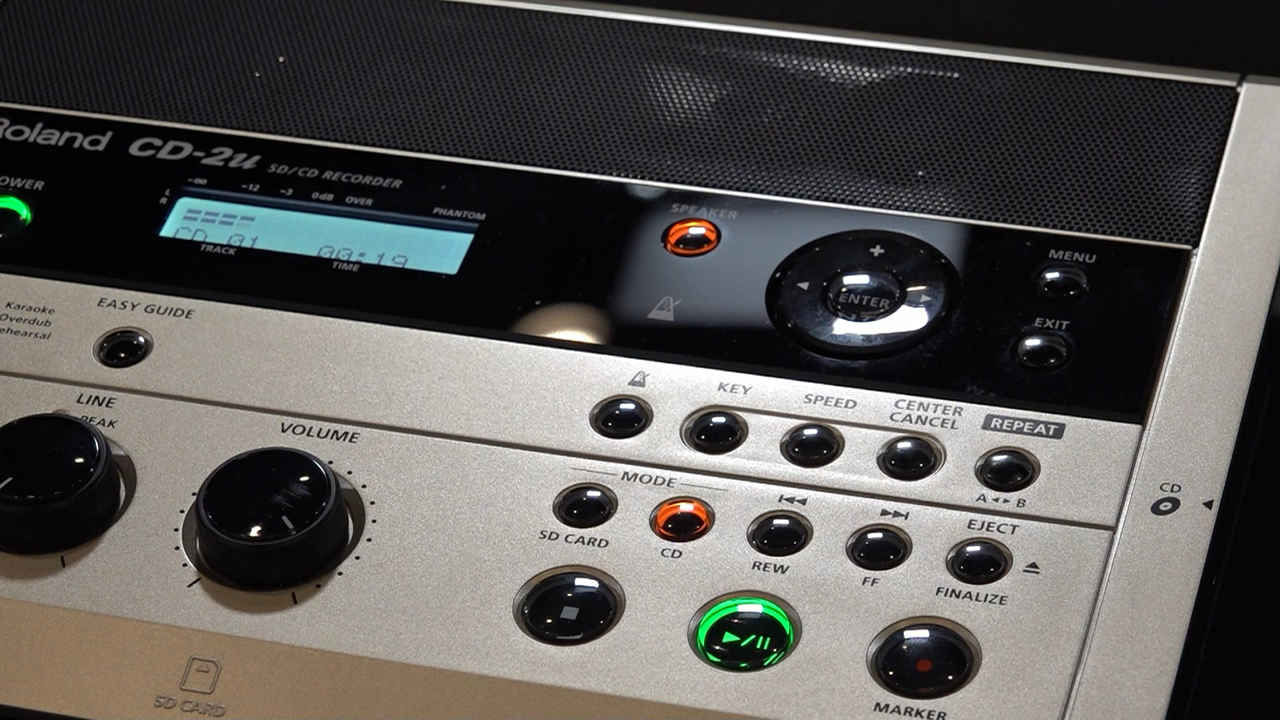 Roland CD-2u SD/CD RECORDER
POWER
L
R
-∞ -12 -3 0dB OVER
PHANTOM
CD 01 00:19
TRACK
TIME
SPEAKER
+
ENTER
MENU
EXIT
Karaoke
Overdub
Rehearsal
EASY GUIDE
LINE
PEAK
VOLUME
KEY
SPEED
CENTER
CANCEL
REPEAT
A ◂▸ B
MODE
SD CARD
CD
REW
FF
EJECT
FINALIZE
CD
MARKER
SD CARD